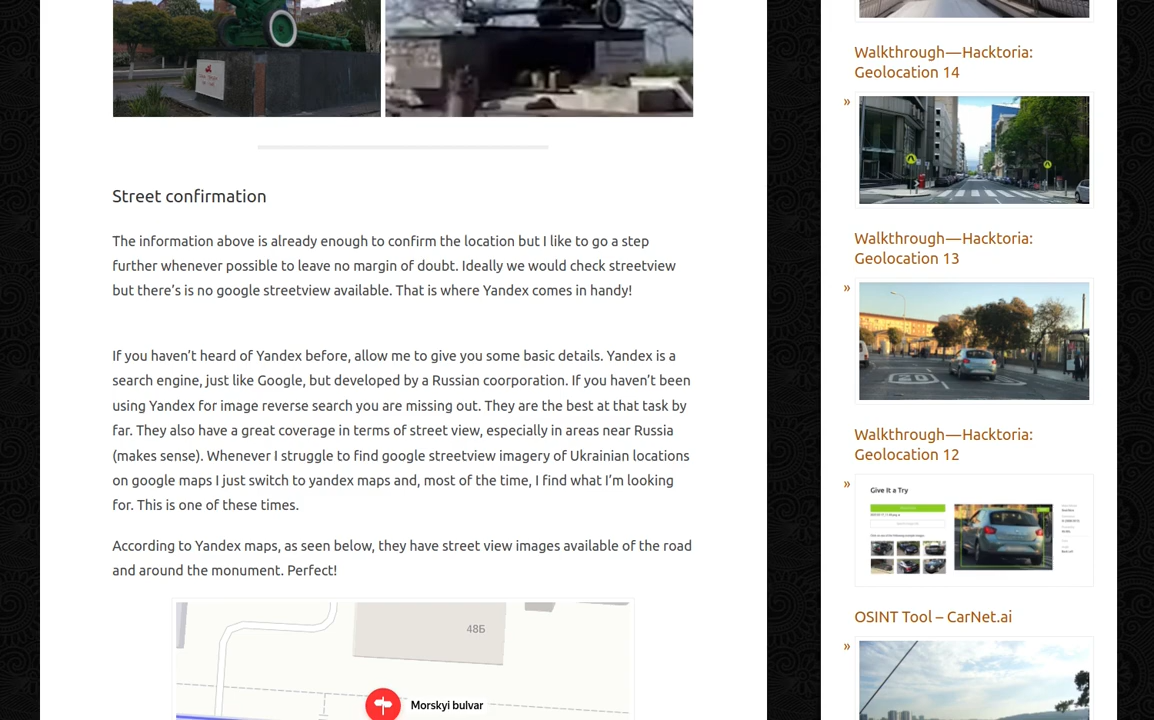 Street confirmation
The information above is already enough to confirm the location but I like to go a step
further whenever possible to leave no margin of doubt. Ideally we would check streetview
but there’s is no google streetview available. That is where Yandex comes in handy!
If you haven’t heard of Yandex before, allow me to give you some basic details. Yandex is a
search engine, just like Google, but developed by a Russian coorporation. If you haven’t been
using Yandex for image reverse search you are missing out. They are the best at that task by
far. They also have a great coverage in terms of street view, especially in areas near Russia
(makes sense). Whenever I struggle to find google streetview imagery of Ukrainian locations
on google maps I just switch to yandex maps and, most of the time, I find what I’m looking
for. This is one of these times.
According to Yandex maps, as seen below, they have street view images available of the road
and around the monument. Perfect!
48Б
Morskyi bulvar
Walkthrough—Hacktoria:
Geolocation 14
»
Walkthrough—Hacktoria:
Geolocation 13
»
Walkthrough—Hacktoria:
Geolocation 12
»
Give It a Try
OSINT Tool – CarNet.ai
»